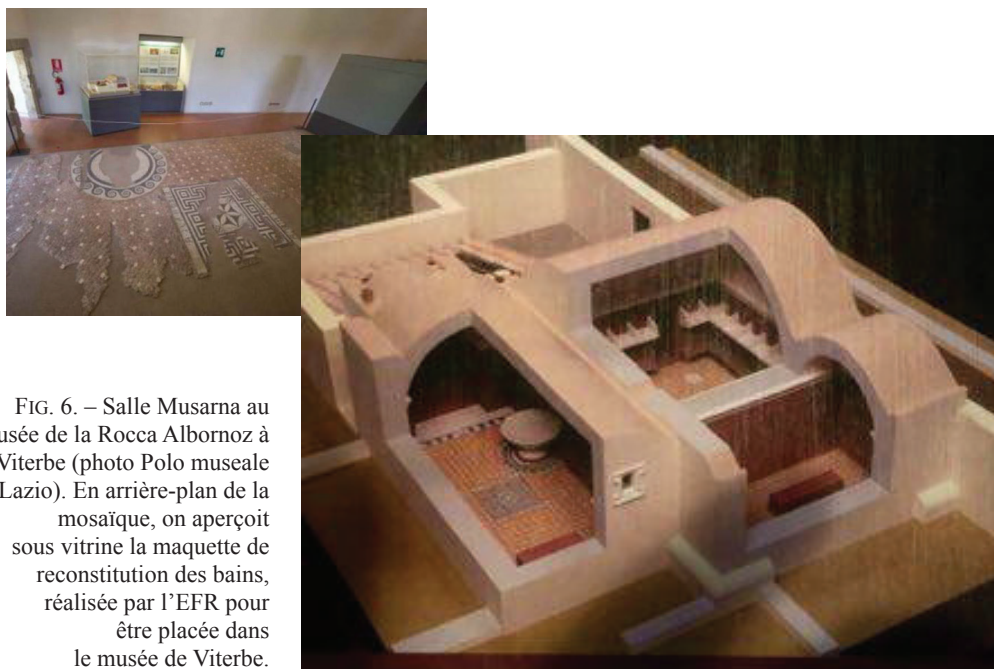 FIG. 6. – Salle Musarna au
usée de la Rocca Albornoz à
Viterbe (photo Polo museale
Lazio). En arrière-plan de la
mosaïque, on aperçoit
sous vitrine la maquette de
reconstitution des bains,
réalisée par l’EFR pour
être placée dans
le musée de Viterbe.